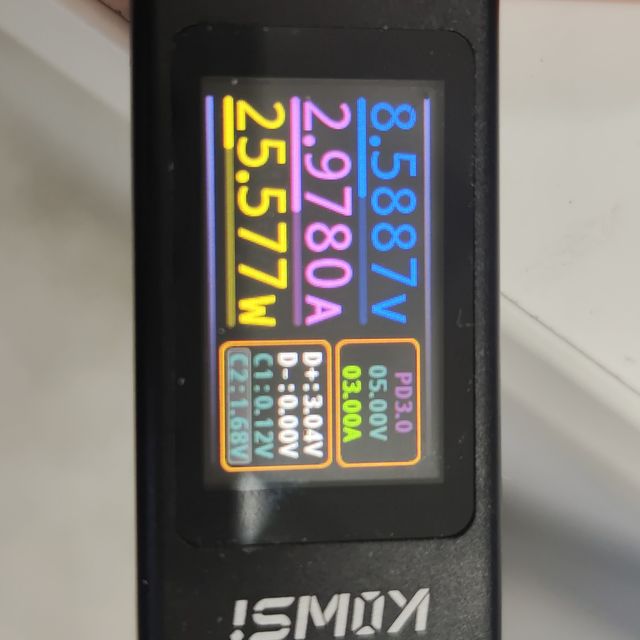 8.5887V
2.9780A
25.577W
PD3.0
05.00V
03.00A
D+:3.04V
D-:0.00V
C1:0.12V
C2:1.68V
KOWSi